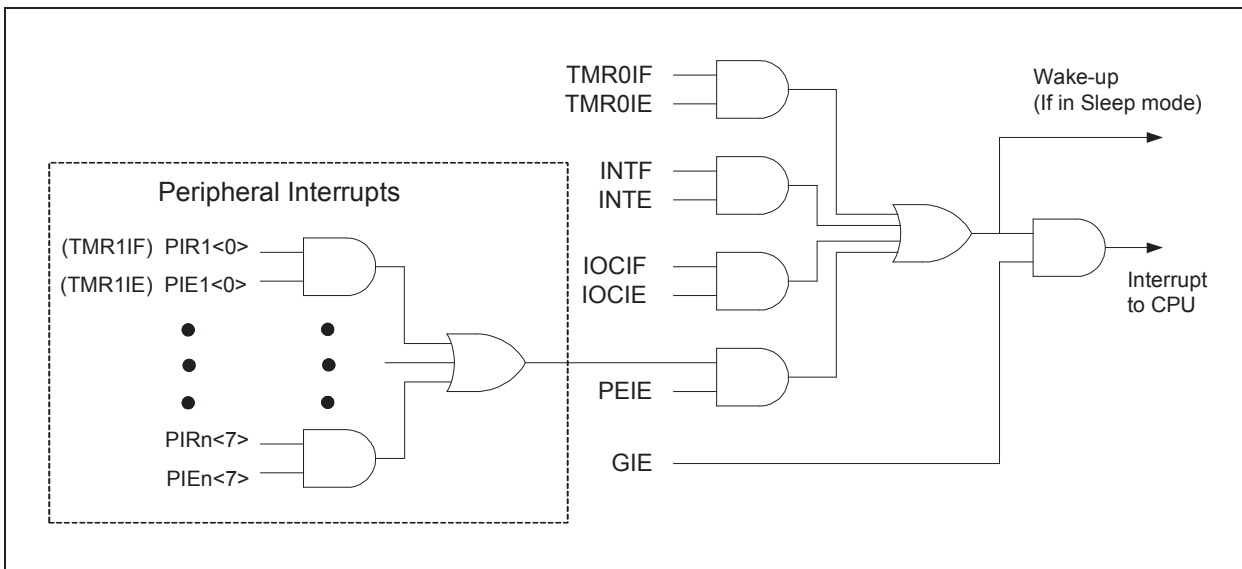 TMR0IF
TMR0IE
Wake-up
(If in Sleep mode)
INTF
INTE
Peripheral Interrupts
(TMR1IF) PIR1<0>
(TMR1IE) PIE1<0>
IOCIF
IOCIE
Interrupt
to CPU
PEIE
PIRn<7>
PIEn<7>
GIE